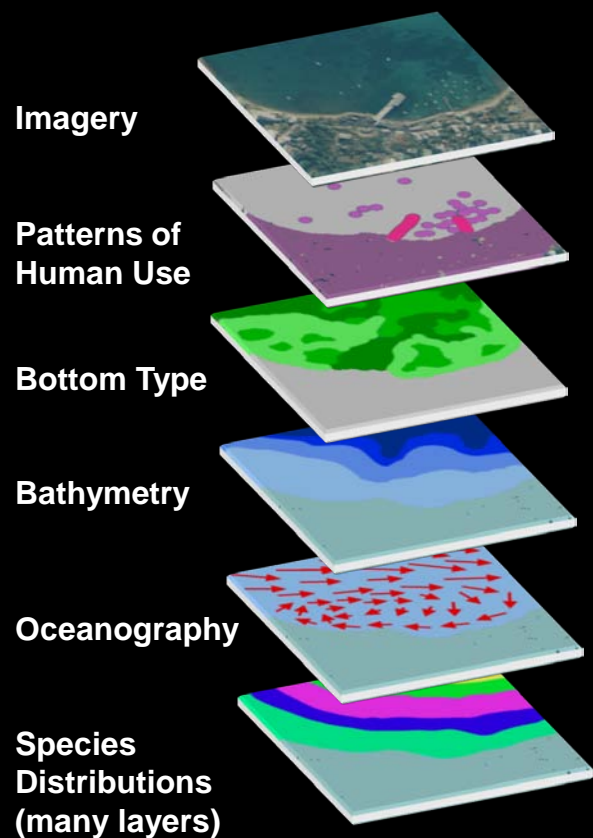 Imagery
Patterns of
Human Use
Bottom Type
Bathymetry
Oceanography
Species
Distributions
(many layers)